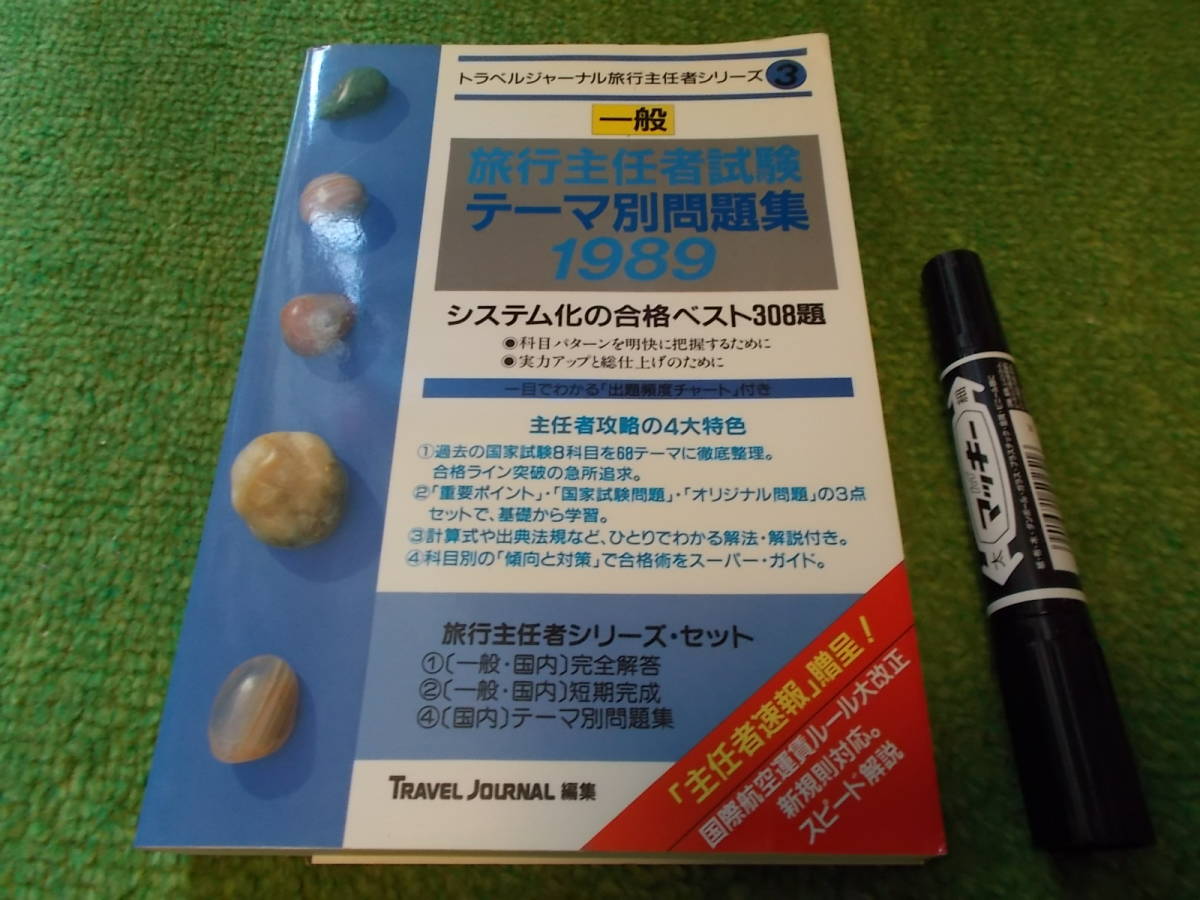 トラベルジャーナル旅行主任者シリーズ3
一般
旅行主任者試験
テーマ別問題集
1989
システム化の合格ベスト308題
●科目パターンを明快に把握するために
●実力アップと総仕上げのために
一目でわかる「出題頻度チャート」付き
主任者攻略の4大特色
①過去の国家試験8科目を68テーマに徹底整理。
合格ライン突破の急所追求。
②「重要ポイント」・「国家試験問題」・「オリジナル問題」の3点
セットで、基礎から学習。
③計算式や出典法規など、ひとりでわかる解法・解説付き。
④科目別の「傾向と対策」で合格術をスーパー・ガイド。
旅行主任者シリーズ・セット
①〔一般・国内〕完全解答
②〔一般・国内〕短期完成
④〔国内〕テーマ別問題集
TRAVEL JOURNAL 編集
「主任者速報」贈呈！
国際航空運賃ルール大改正
新規則対応。
スピード解説
太 マッキー 細